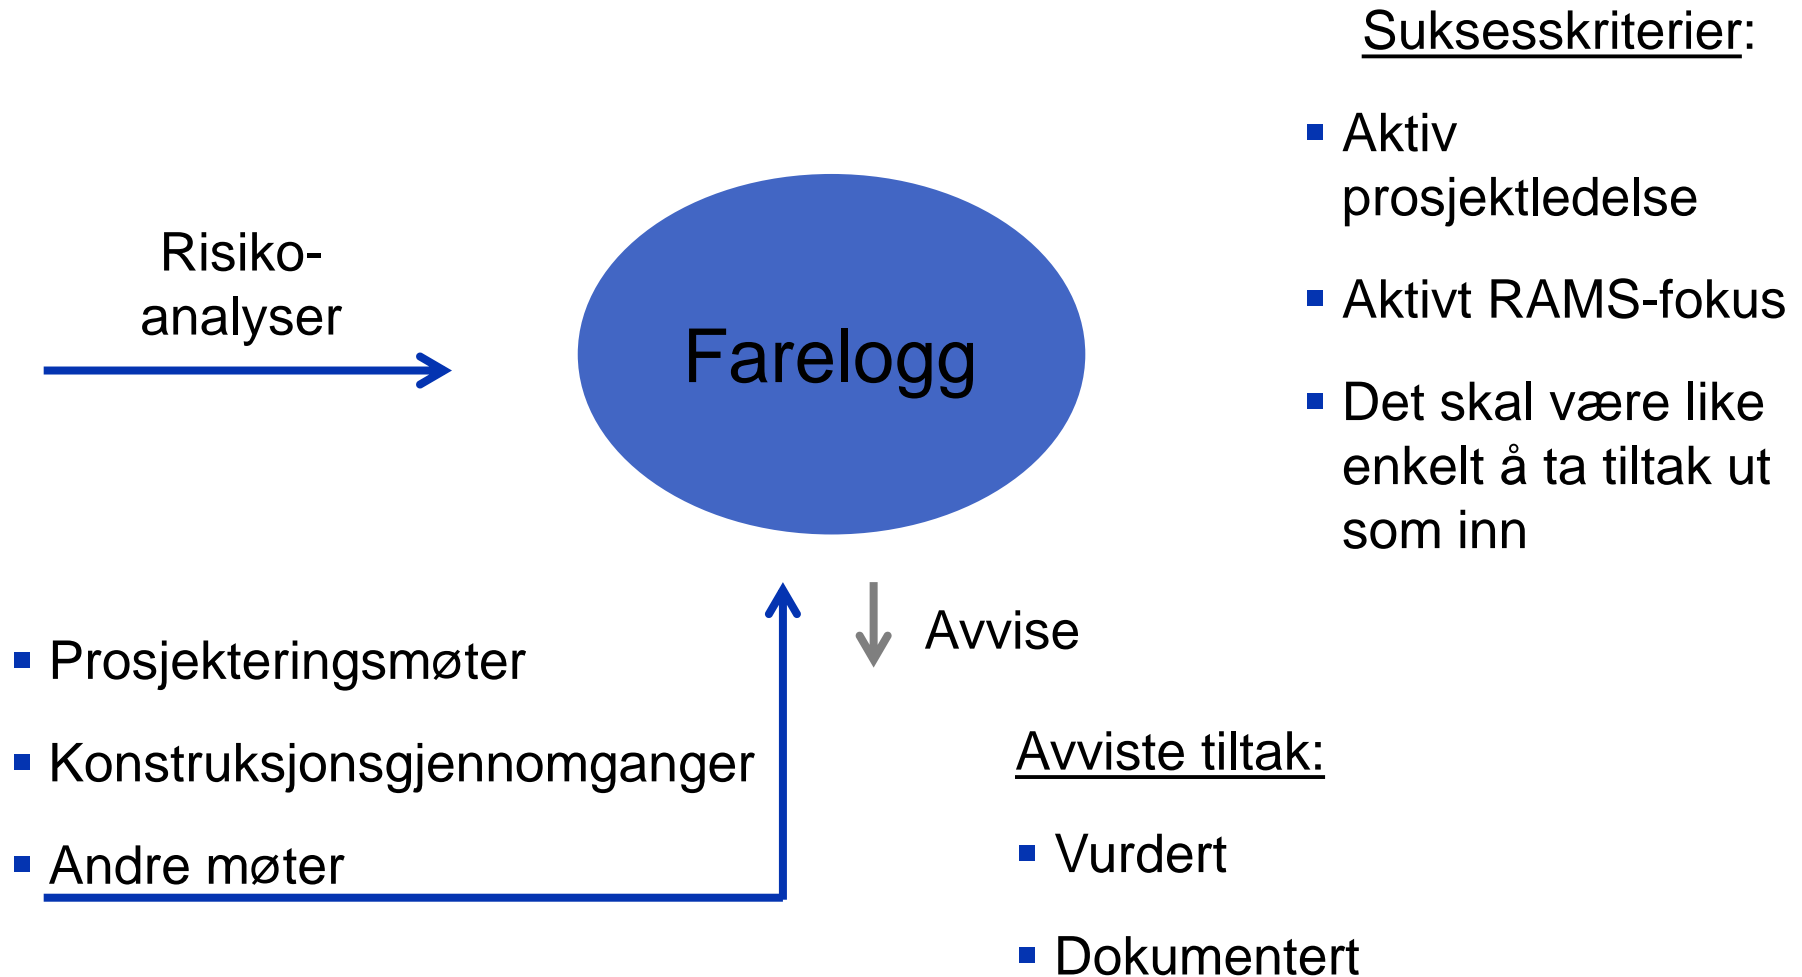 Suksesskriterier:
Aktiv
prosjektledelse
Aktivt RAMS-fokus
Det skal være like
enkelt å ta tiltak ut
som inn
Risiko-
analyser
Farelogg
Avvise
Prosjekteringsmøter
Konstruksjonsgjennomganger
Andre møter
Avviste tiltak:
Vurdert
Dokumentert